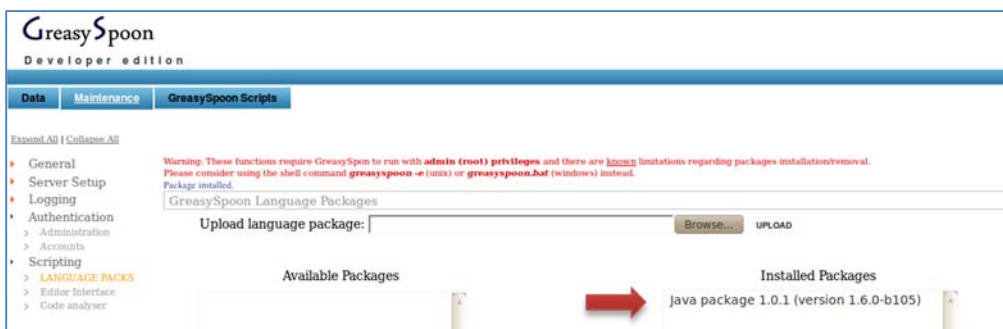 GreasySpoon
Developer edition
Data Maintenance GreasySpoon Scripts
Expand All | Collapse All
General
Server Setup
Logging
Authentication
Administration
Accounts
Scripting
LANGUAGE PACKS
Editor Interface
Code analyser
Warning: These functions require GreasySpon to run with admin (root) privileges and there are known limitations regarding packages installation/removal.
Please consider using the shell command greasyspoon -e (unix) or greasyspoon.bat (windows) instead.
Package installed.
GreasySpoon Language Packages
Upload language package: Browse... UPLOAD
Available Packages Installed Packages
Java package 1.0.1 (version 1.6.0-b105)